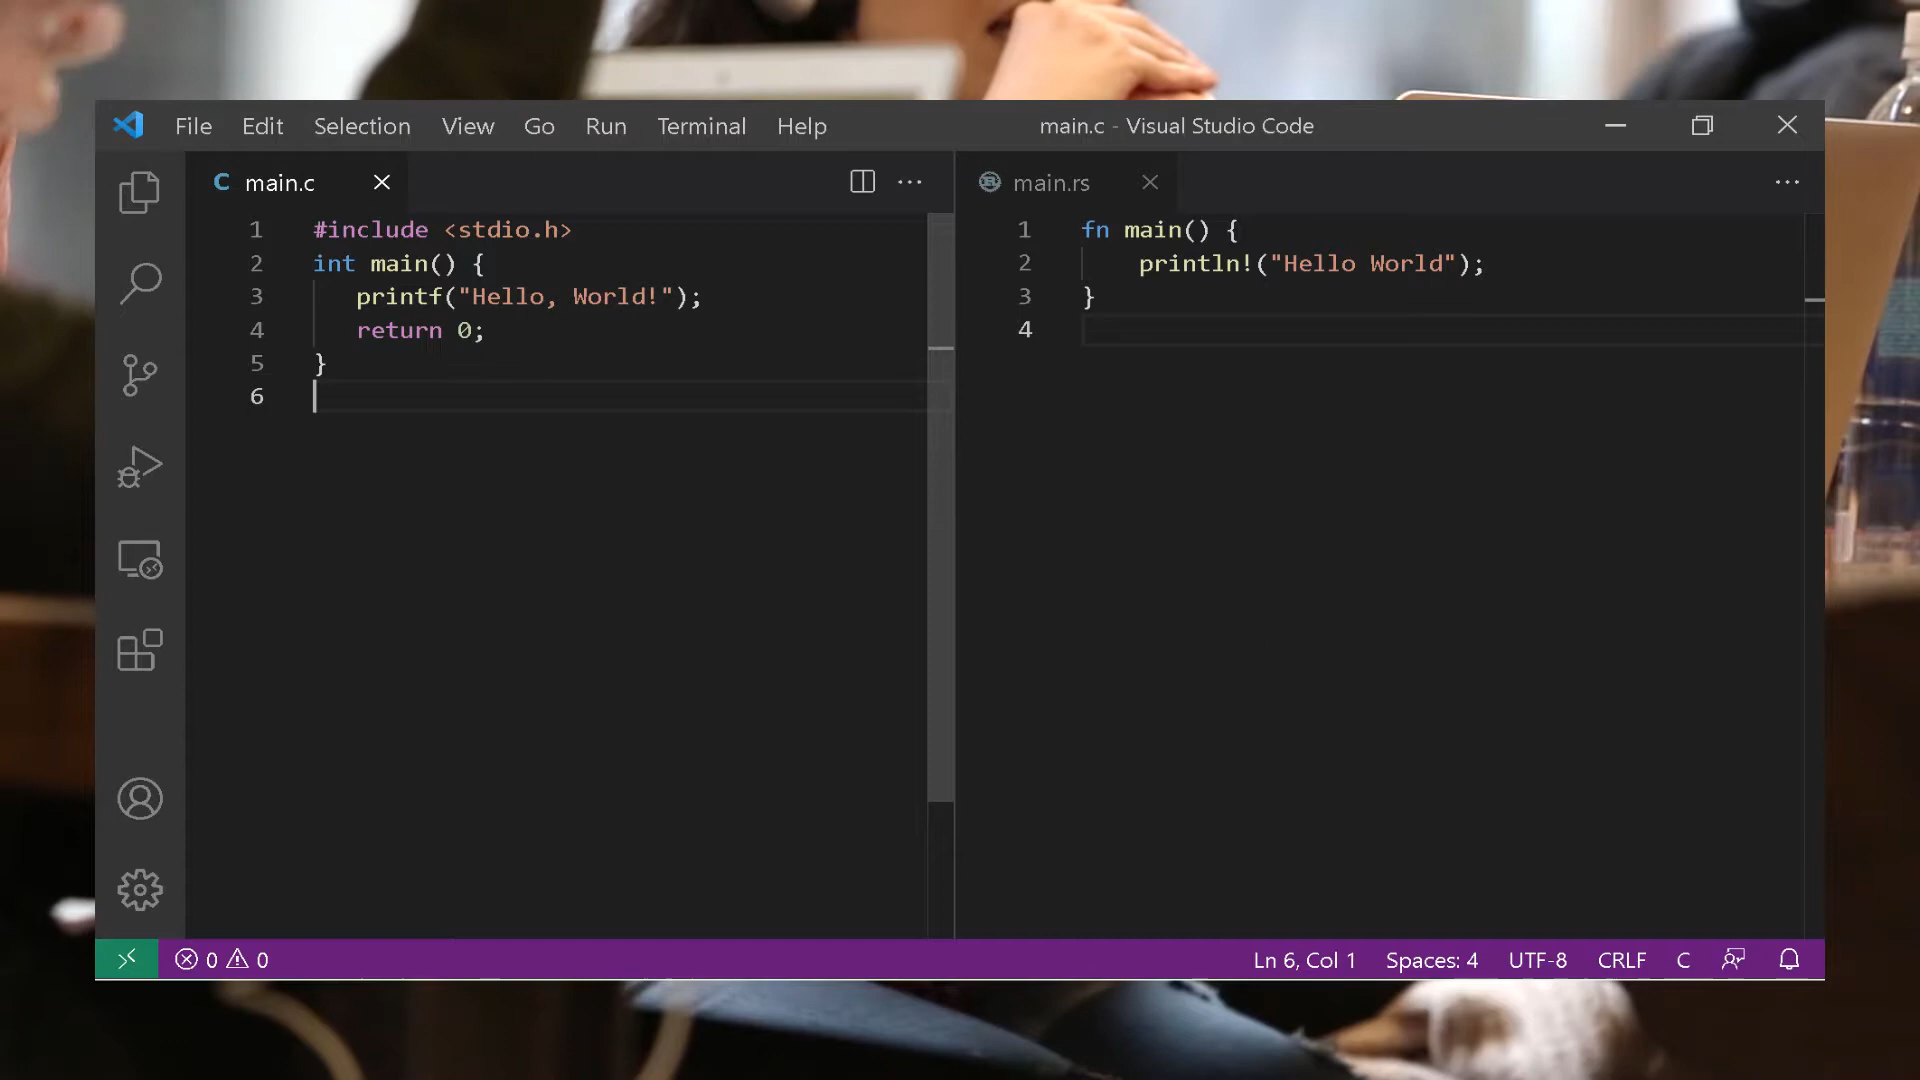 File Edit Selection View Go Run Terminal Help
main.c - Visual Studio Code
C main.c
1 #include <stdio.h>
2 int main() {
3 printf("Hello, World!");
4 return 0;
5 }
6
main.rs
1 fn main() {
2 println!("Hello World");
3 }
4
0 0
Ln 6, Col 1 Spaces: 4 UTF-8 CRLF C